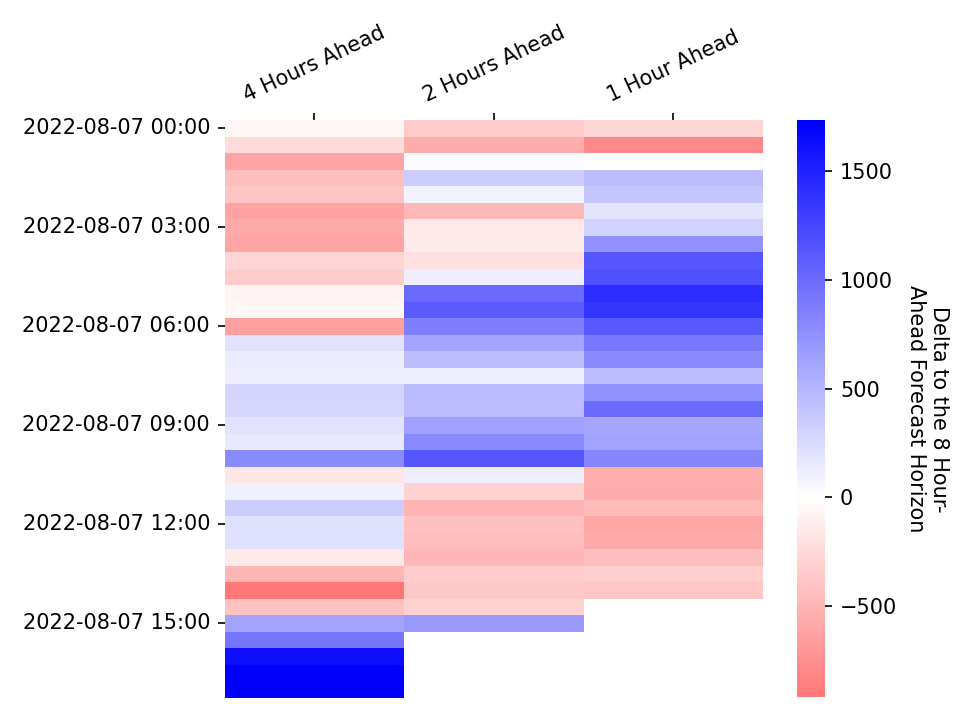 4 Hours Ahead
2 Hours Ahead
1 Hour Ahead
2022-08-07 00:00
2022-08-07 03:00
2022-08-07 06:00
2022-08-07 09:00
2022-08-07 12:00
2022-08-07 15:00
1500
1000
500
0
−500
Delta to the 8 Hour-
Ahead Forecast Horizon